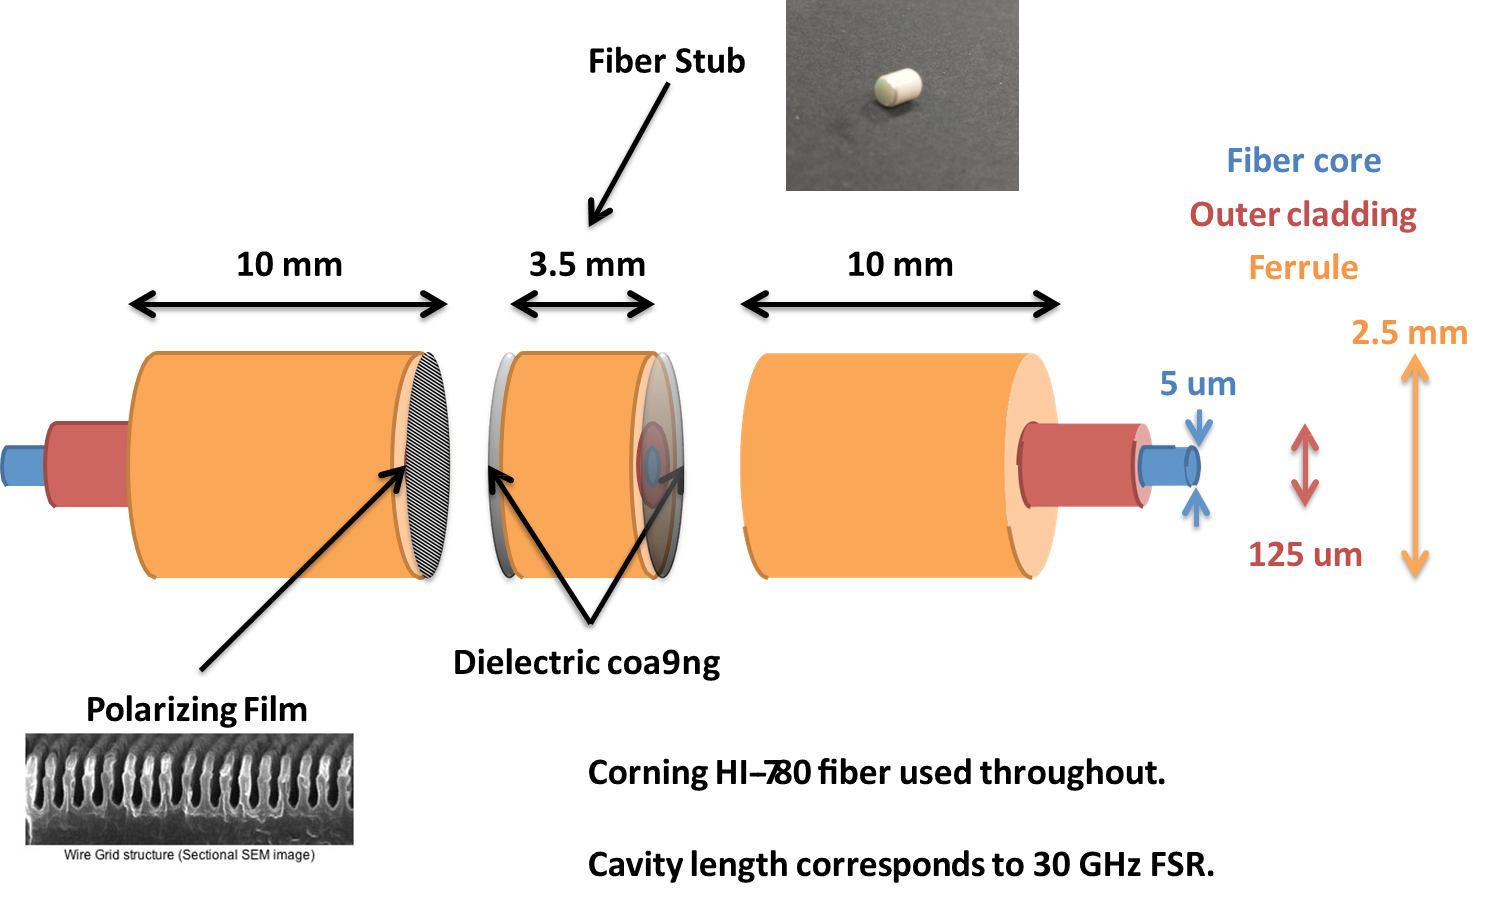 Fiber Stub
Fiber core
Outer cladding
Ferrule
10 mm
3.5 mm
10 mm
2.5 mm
5 um
125 um
Dielectric coa9ng
Polarizing Film
Wire Grid structure (Sectional SEM image)
Corning HI-780 fiber used throughout.
Cavity length corresponds to 30 GHz FSR.